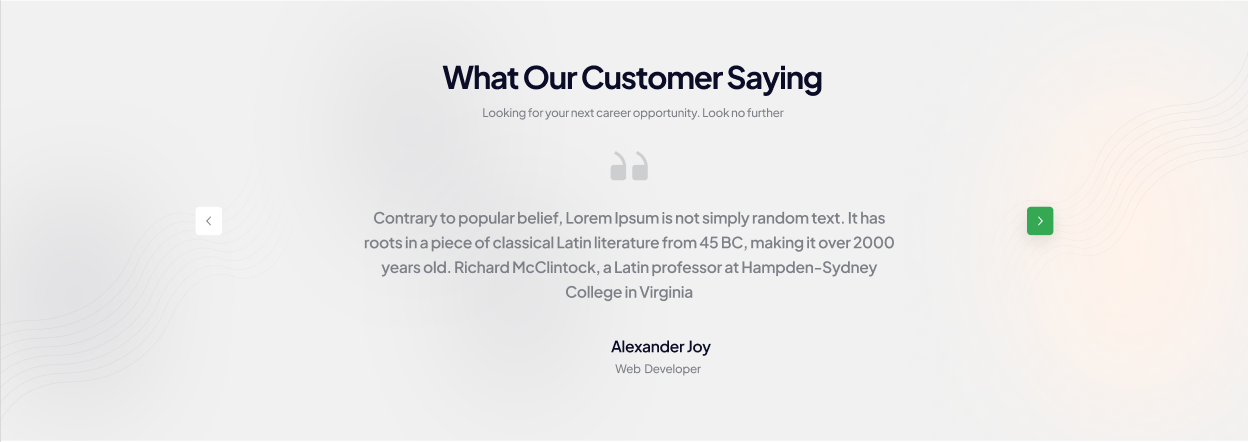 What Our Customer Saying
Looking for your next career opportunity. Look no further
Contrary to popular belief, Lorem Ipsum is not simply random text. It has
roots in a piece of classical Latin literature from 45 BC, making it over 2000
years old. Richard McClintock, a Latin professor at Hampden-Sydney
College in Virginia
Alexander Joy
Web Developer